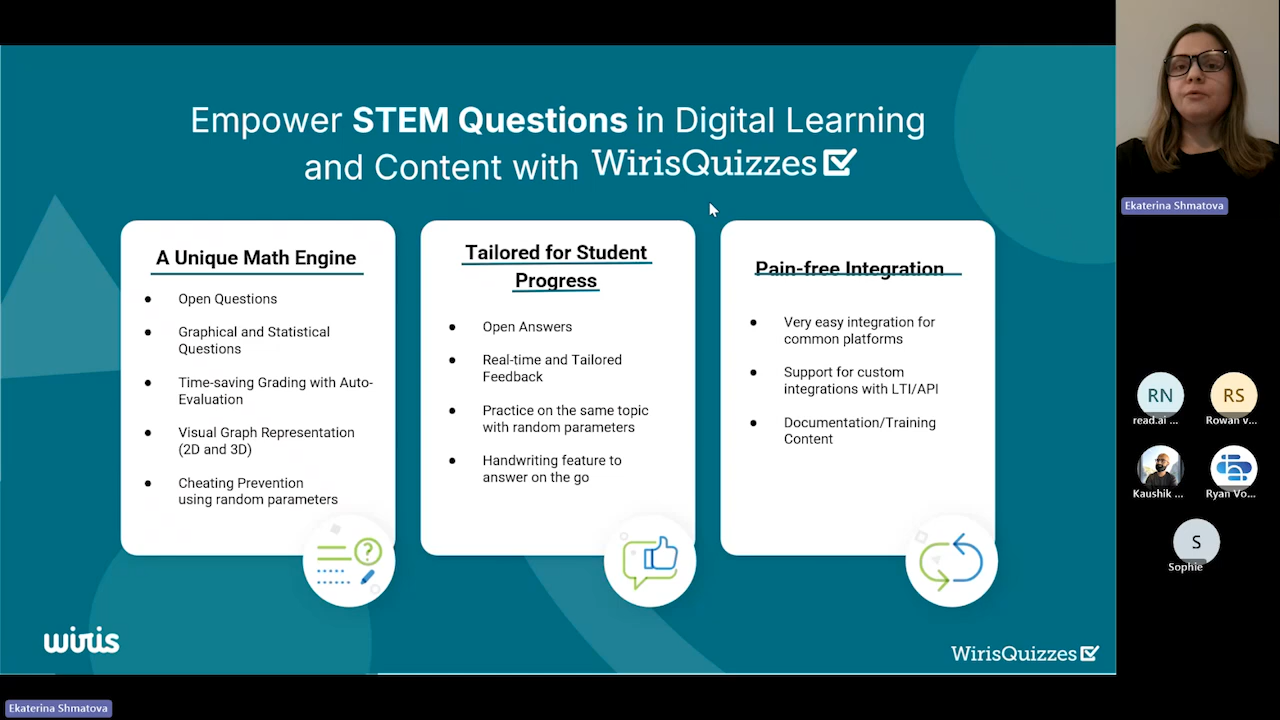 Empower STEM Questions in Digital Learning
and Content with WirisQuizzes
A Unique Math Engine
Open Questions
Graphical and Statistical
Questions
Time-saving Grading with Auto-
Evaluation
Visual Graph Representation
(2D and 3D)
Cheating Prevention
using random parameters
Tailored for Student
Progress
Open Answers
Real-time and Tailored
Feedback
Practice on the same topic
with random parameters
Handwriting feature to
answer on the go
Pain-free Integration
Very easy integration for
common platforms
Support for custom
integrations with LTI/API
Documentation/Training
Content
?
wiris
WirisQuizzes
Ekaterina Shmatova
Ekaterina Shmatova
RN
read.ai ...
RS
Rowan v...
Kaushik ...
Ryan Vo...
S
Sophie